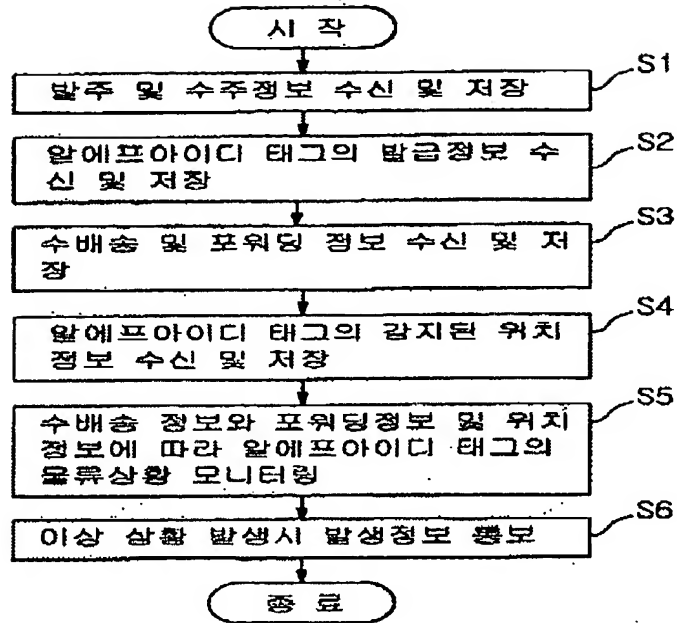 시 작
S1
발주 및 수주정보 수신 및 저장
S2
알에프아이디 태그의 발급정보 수
신 및 저장
S3
수배송 및 포워딩 정보 수신 및 저
장
S4
알에프아이디 태그의 감지된 위치
정보 수신 및 저장
S5
수배송 정보와 포워딩정보 및 위치
정보에 따라 알에프아이디 태그의
물류상황 모니터링
S6
이상 상황 발생시 발생정보 통보
종 료